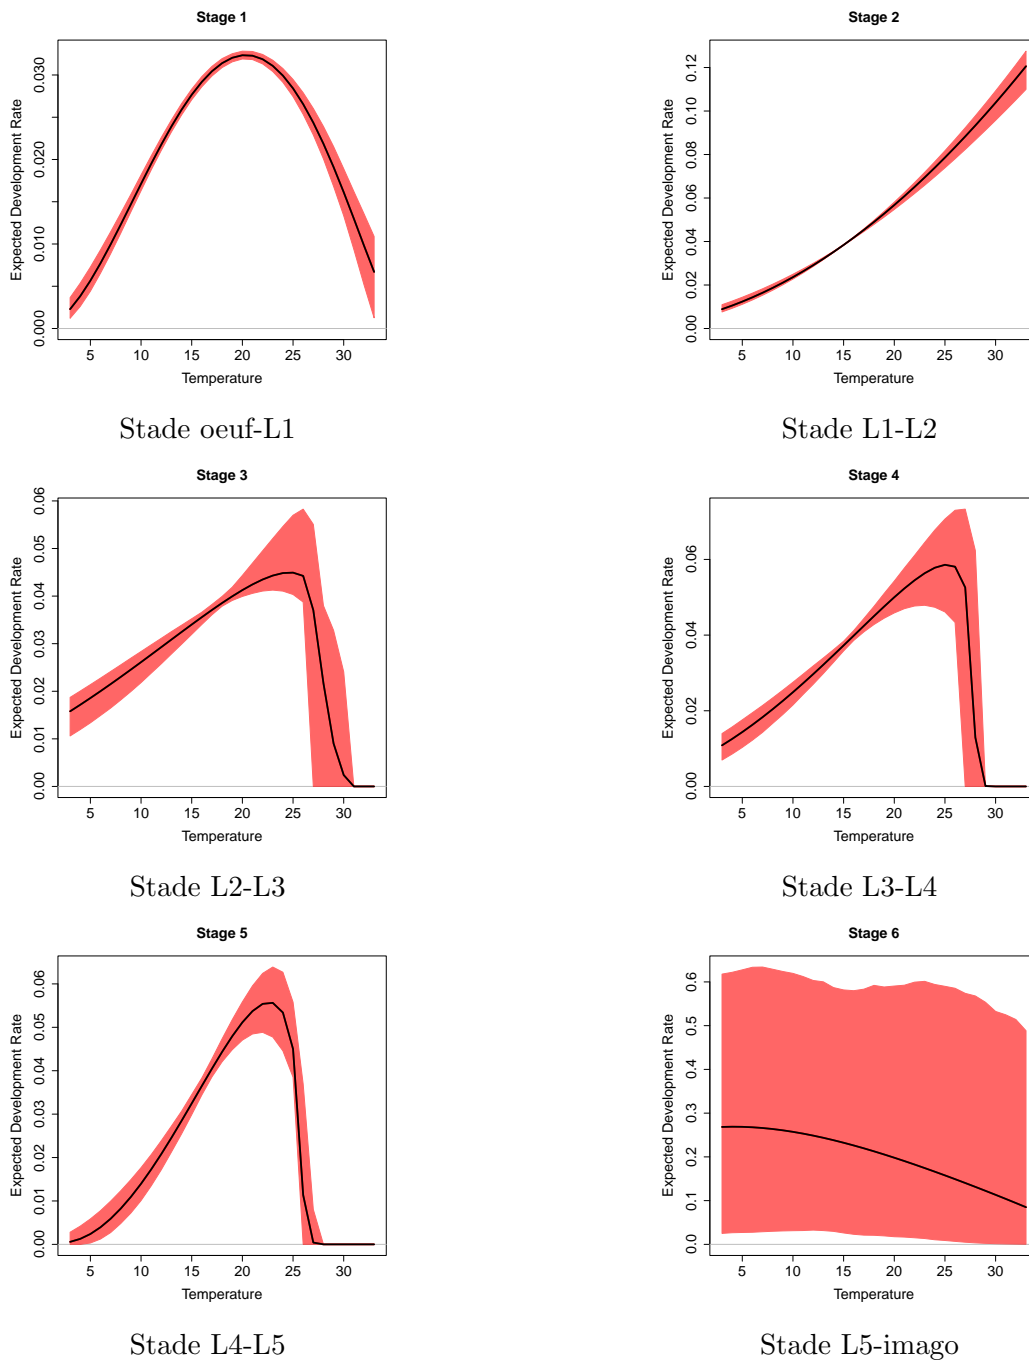 Stage 1
Expected Development Rate
0.000 0.010 0.020 0.030
5 10 15 20 25 30
Temperature
Stade oeuf-L1
Stage 2
Expected Development Rate
0.00 0.02 0.04 0.06 0.08 0.10 0.12
5 10 15 20 25 30
Temperature
Stade L1-L2
Stage 3
Expected Development Rate
0.00 0.01 0.02 0.03 0.04 0.05 0.06
5 10 15 20 25 30
Temperature
Stade L2-L3
Stage 4
Expected Development Rate
0.00 0.02 0.04 0.06
5 10 15 20 25 30
Temperature
Stade L3-L4
Stage 5
Expected Development Rate
0.00 0.01 0.02 0.03 0.04 0.05 0.06
5 10 15 20 25 30
Temperature
Stade L4-L5
Stage 6
Expected Development Rate
0.0 0.1 0.2 0.3 0.4 0.5 0.6
5 10 15 20 25 30
Temperature
Stade L5-imago